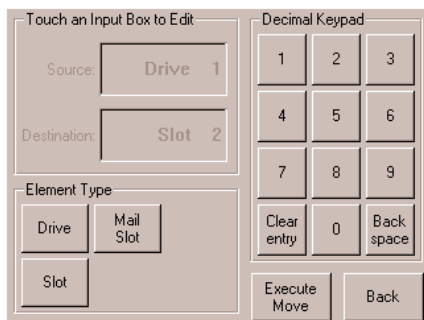 Touch an Input Box to Edit
Source: Drive 1
Destination: Slot 2
Element Type
Drive
Mail
Slot
Slot
Decimal Keypad
1 2 3
4 5 6
7 8 9
Clear
entry
0
Back
space
Execute
Move
Back